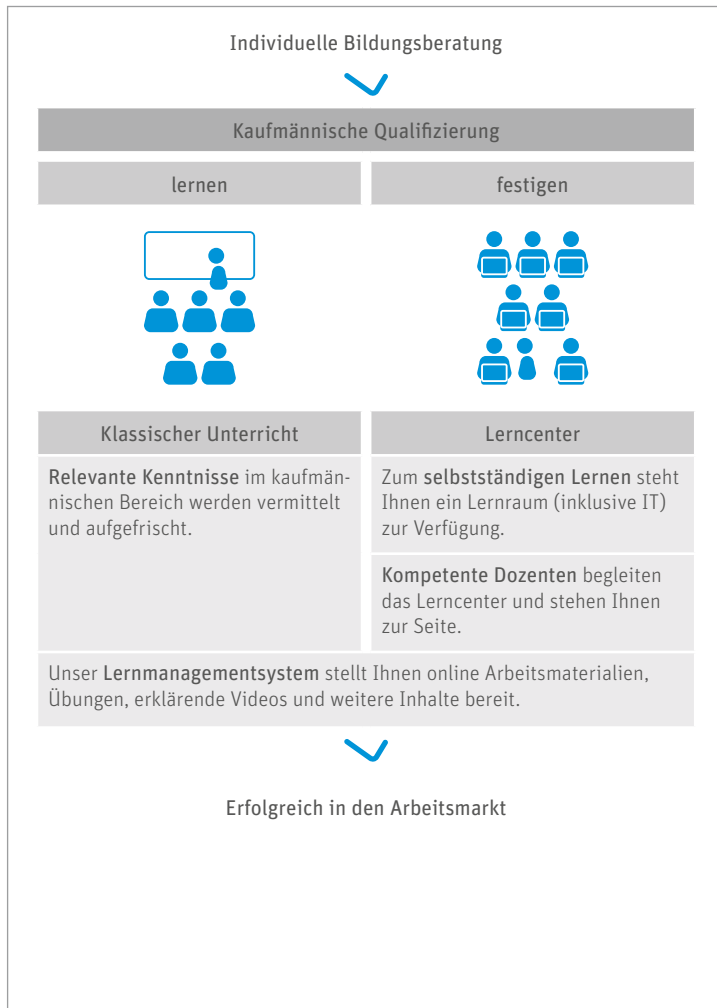 Individuelle Bildungsberatung
Kaufmännische Qualifizierung
lernen
festigen
Klassischer Unterricht
Relevante Kenntnisse im kaufmän-
nischen Bereich werden vermittelt
und aufgefrischt.
Lerncenter
Zum selbstständigen Lernen steht
Ihnen ein Lernraum (inklusive IT)
zur Verfügung.
Kompetente Dozenten begleiten
das Lerncenter und stehen Ihnen
zur Seite.
Unser Lernmanagementsystem stellt Ihnen online Arbeitsmaterialien,
Übungen, erklärende Videos und weitere Inhalte bereit.
Erfolgreich in den Arbeitsmarkt